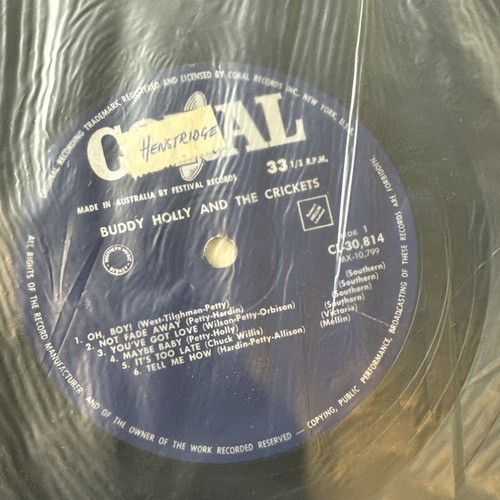 CORAL RECORDING TRADEMARK REGISTERED AND LICENSED BY CORAL RECORDS INC. NEW YORK, U.S.A.
CORAL
HENSTRIDGE
33 1/3 R.P.M.
MADE IN AUSTRALIA BY FESTIVAL RECORDS
BUDDY HOLLY AND THE CRICKETS
SIDE 1
CL-30,814
MX-10,799
1. OH, BOY! (West-Tilghman-Petty) (Southern)
2. NOT FADE AWAY (Petty-Hardin) (Southern)
3. YOU'VE GOT LOVE (Wilson-Petty-Orbison) (Southern)
4. MAYBE BABY (Petty-Holly) (Southern)
5. IT'S TOO LATE (Chuck Willis) (Victoria)
6. TELL ME HOW (Hardin-Petty-Allison) (Mellin)
ALL RIGHTS OF THE RECORD MANUFACTURER AND OF THE OWNER OF THE WORK RECORDED RESERVED — COPYING, PUBLIC PERFORMANCE, BROADCASTING OF THESE RECORDS ARE FORBIDDEN.